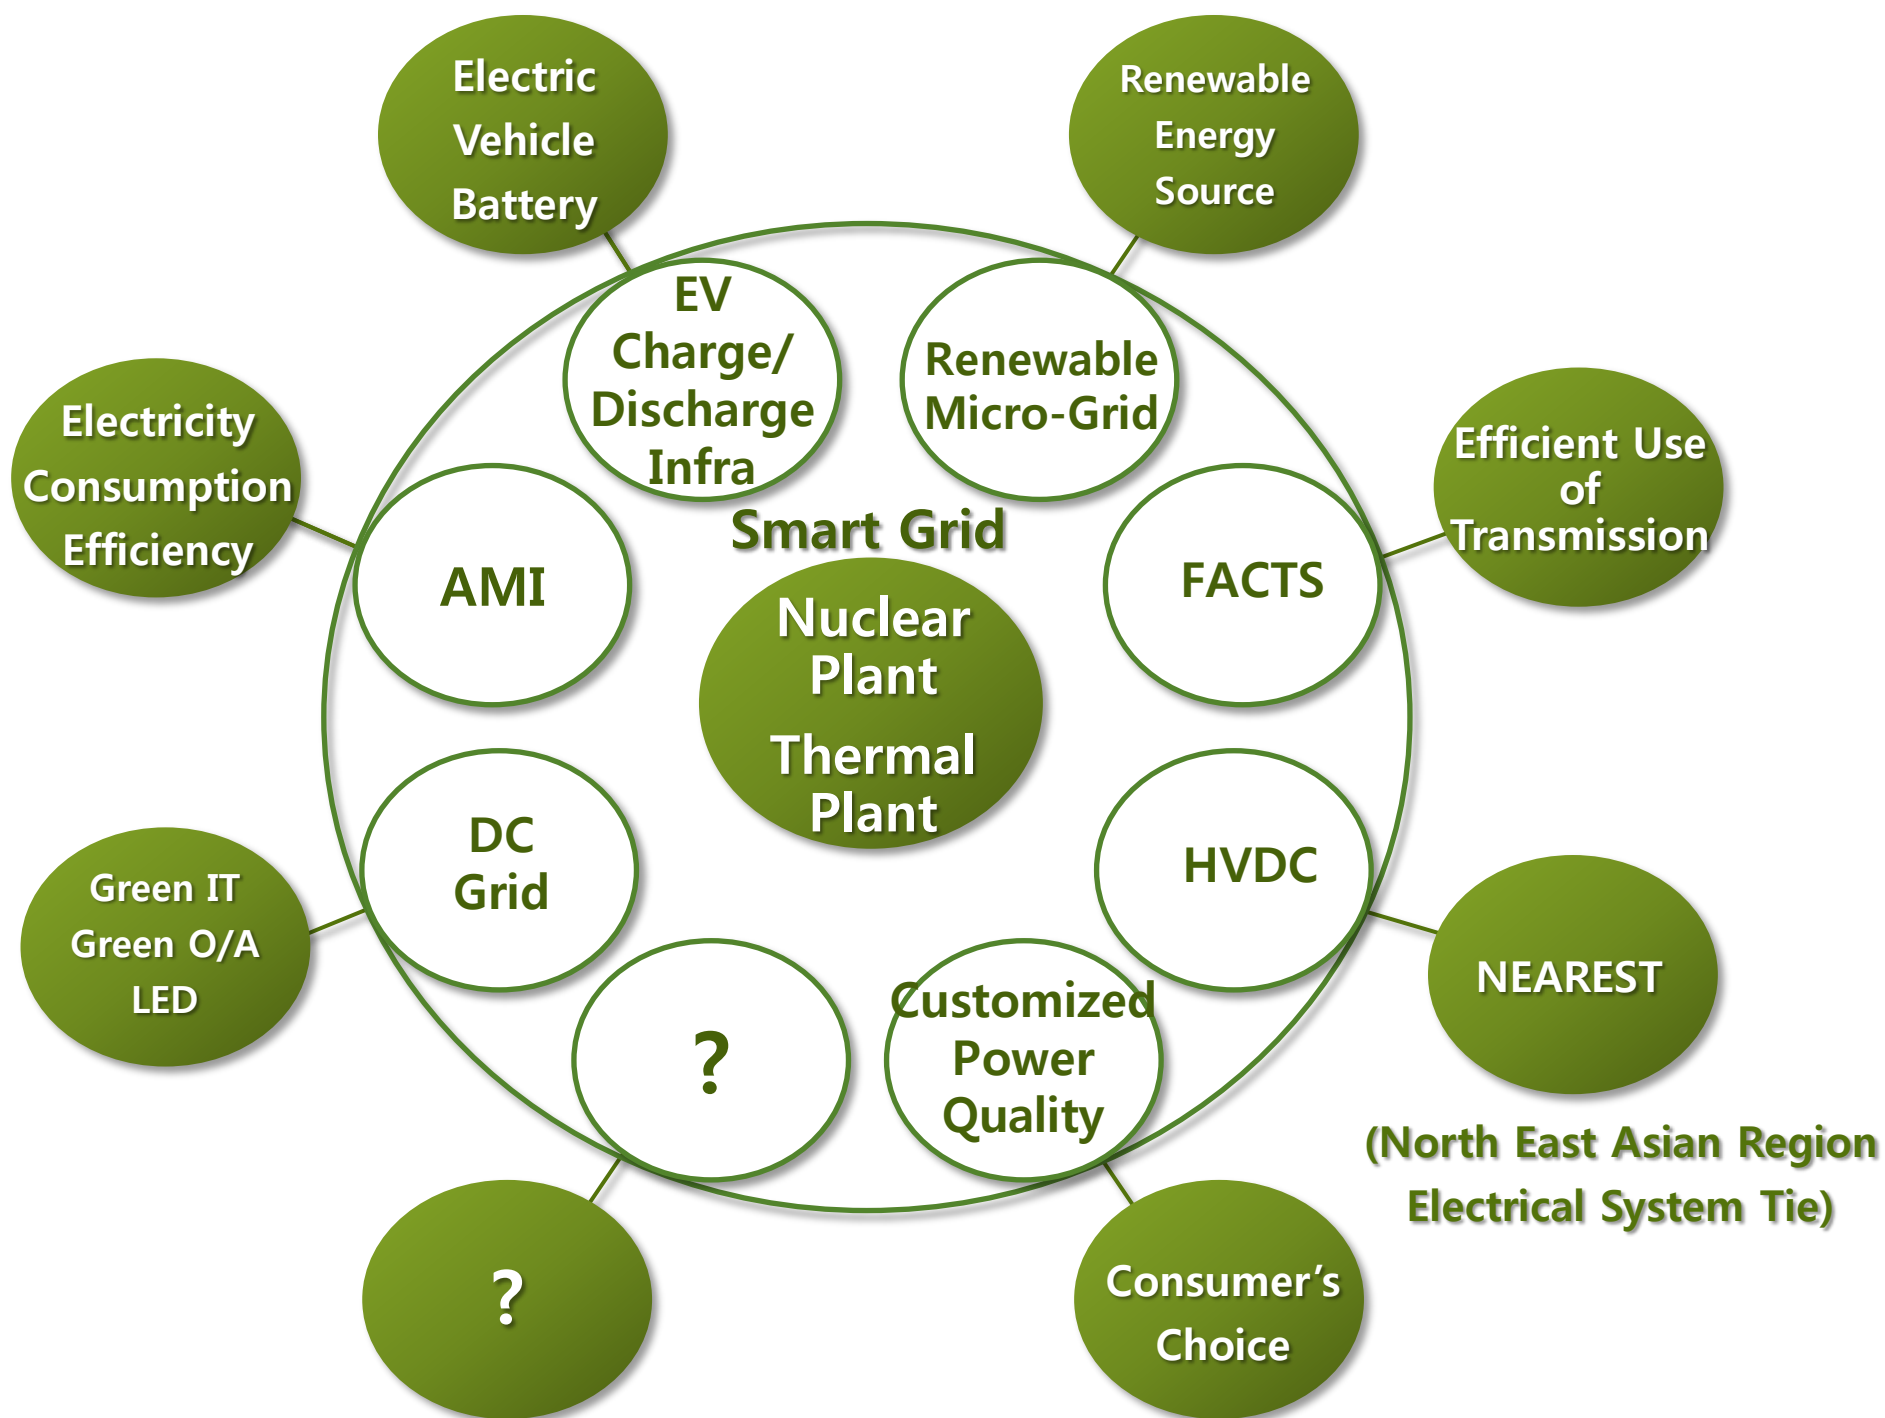 Electric
Vehicle
Battery
Renewable
Energy
Source
EV
Charge/
Discharge
Infra
Renewable
Micro-Grid
Electricity
Consumption
Efficiency
Efficient Use
of
Transmission
AMI
Smart Grid
FACTS
Nuclear
Plant
Thermal
Plant
DC
Grid
HVDC
Green IT
Green O/A
LED
NEAREST
(North East Asian Region
Electrical System Tie)
?
Customized
Power
Quality
?
Consumer’s
Choice